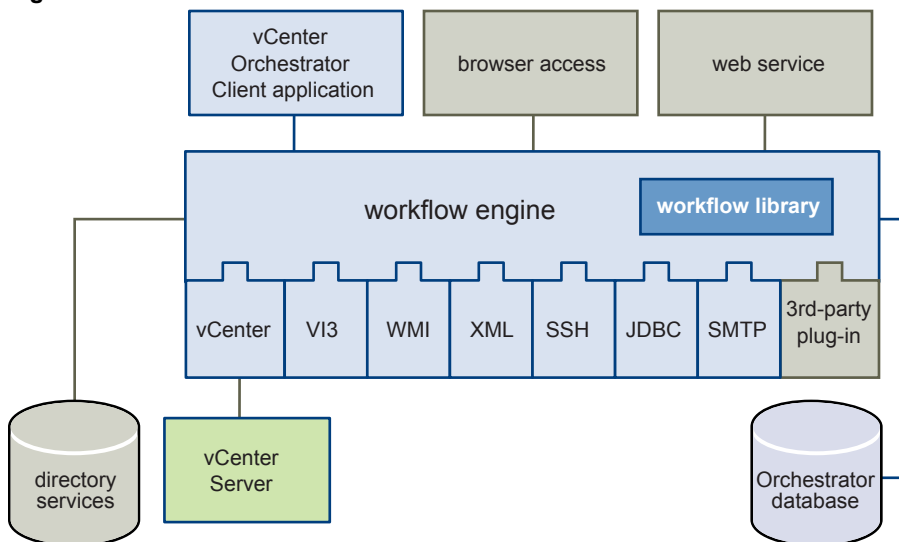 vCenter
Orchestrator
Client application
browser access
web service
workflow engine
workflow library
vCenter
VI3
WMI
XML
SSH
JDBC
SMTP
3rd-party
plug-in
directory
services
vCenter
Server
Orchestrator
database